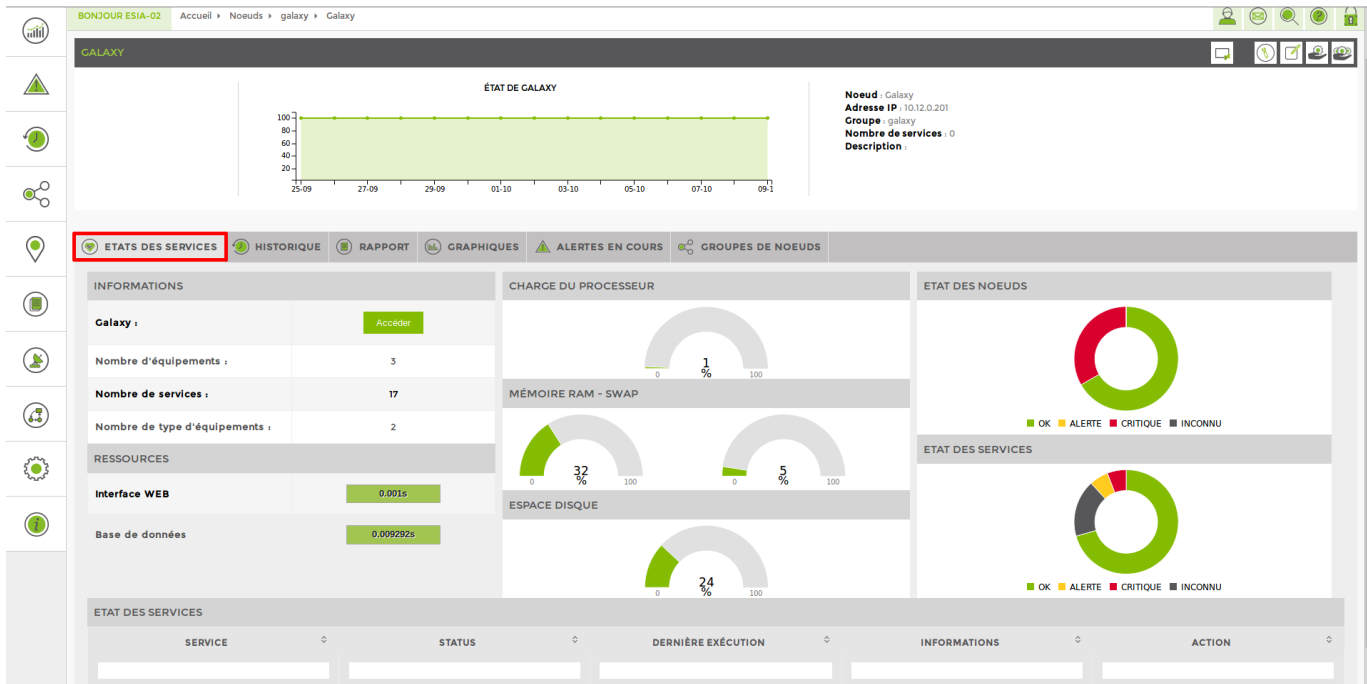 BONJOUR ESIA-02 Accueil Noeuds galaxy Galaxy
GALAXY
ÉTAT DE GALAXY
100
80
60
40
20
25-09 27-09 29-09 01-10 03-10 05-10 07-10 09-1
Noeud : Galaxy
Adresse IP : 10.12.0.201
Groupe : galaxy
Nombre de services : 0
Description :
ETATS DES SERVICES HISTORIQUE RAPPORT GRAPHIQUES ALERTES EN COURS GROUPES DE NOEUDS
INFORMATIONS
Galaxy : Accéder
Nombre d'équipements : 3
Nombre de services : 17
Nombre de type d'équipements : 2
RESSOURCES
Interface WEB 0.001s
Base de données 0.009292s
CHARGE DU PROCESSEUR
1
0 % 100
MÉMOIRE RAM - SWAP
32 5
0 % 100 0 % 100
ESPACE DISQUE
24
0 % 100
ETAT DES NOEUDS
OK ALERTE CRITIQUE INCONNU
ETAT DES SERVICES
OK ALERTE CRITIQUE INCONNU
ETAT DES SERVICES
SERVICE STATUS DERNIÈRE EXÉCUTION INFORMATIONS ACTION